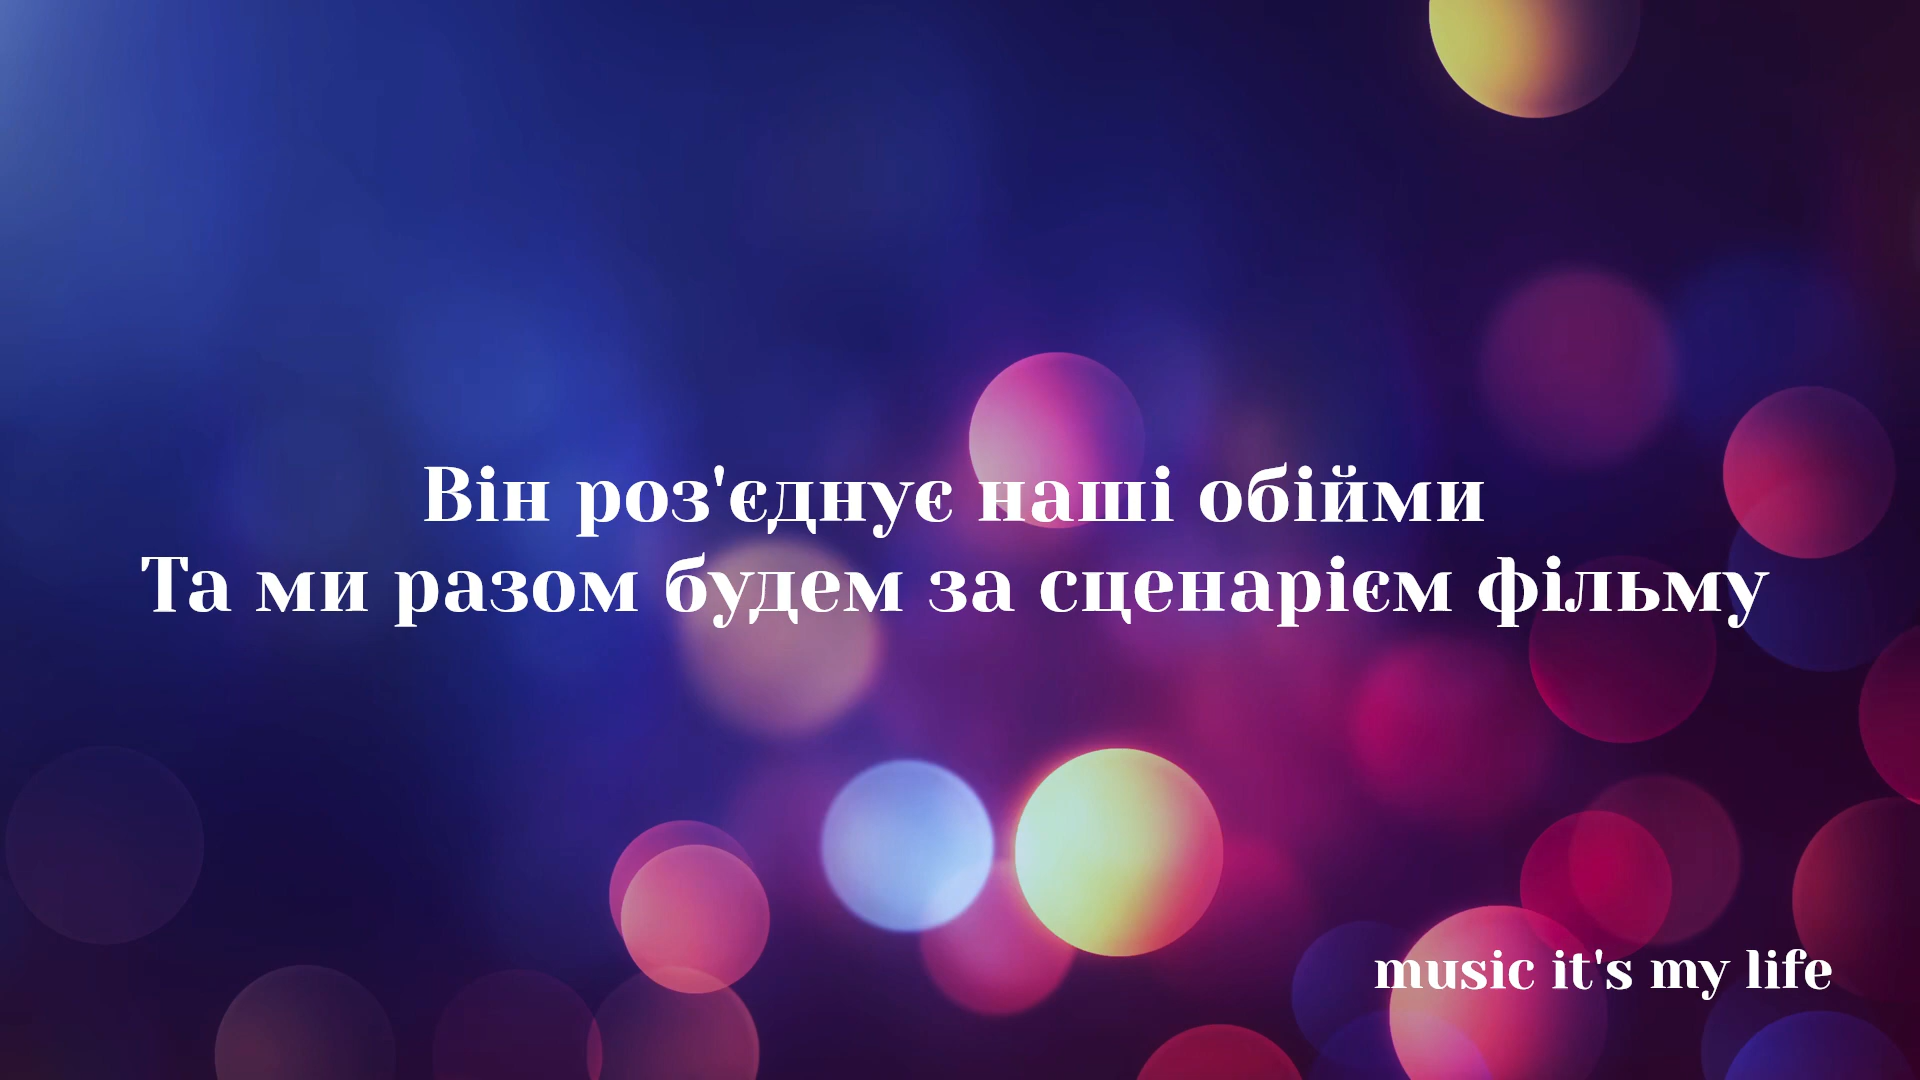 Він роз'єднує наші обійми
Та ми разом будем за сценарієм фільму
music it's my life